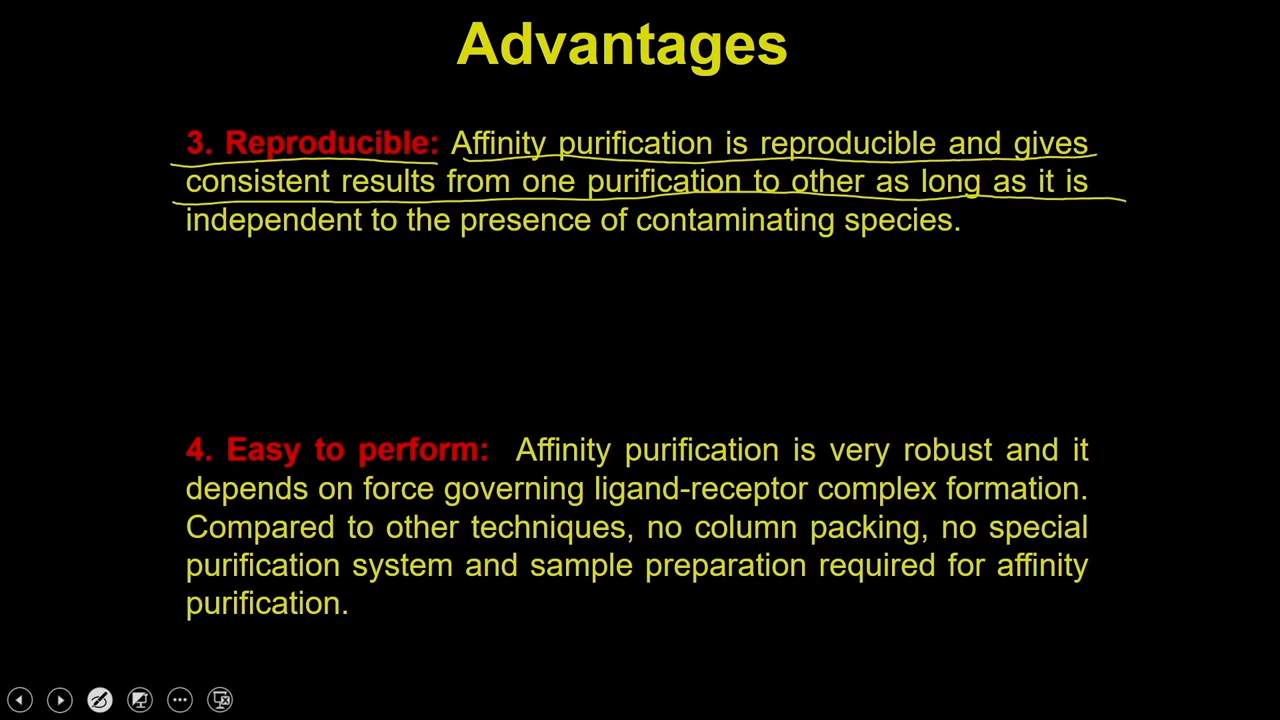 Advantages
3. Reproducible: Affinity purification is reproducible and gives
consistent results from one purification to other as long as it is
independent to the presence of contaminating species.
4. Easy to perform: Affinity purification is very robust and it
depends on force governing ligand-receptor complex formation.
Compared to other techniques, no column packing, no special
purification system and sample preparation required for affinity
purification.